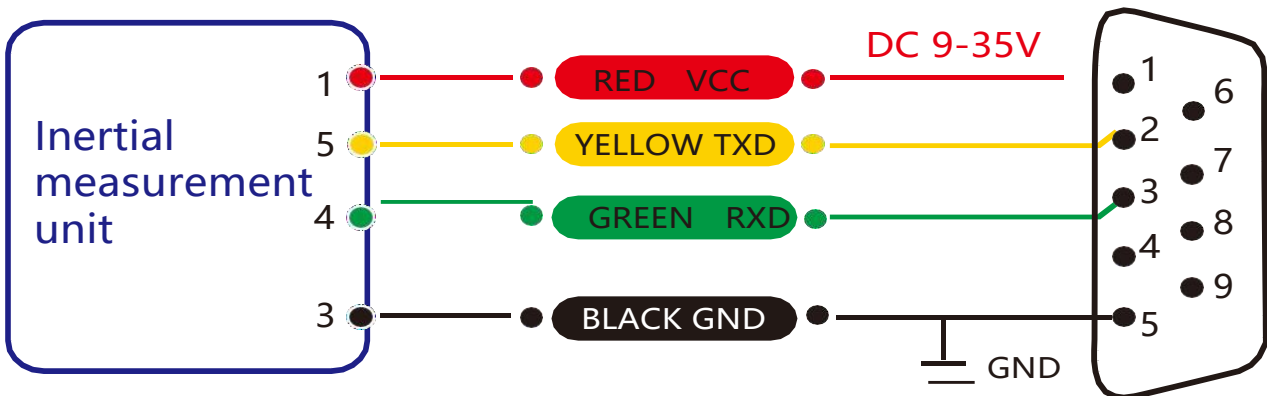 DC 9-35V
1 RED VCC 1
6
Inertial
measurement
unit
5 YELLOW TXD 2
7
4 GREEN RXD 3
8
4
9
3 BLACK GND 5
GND